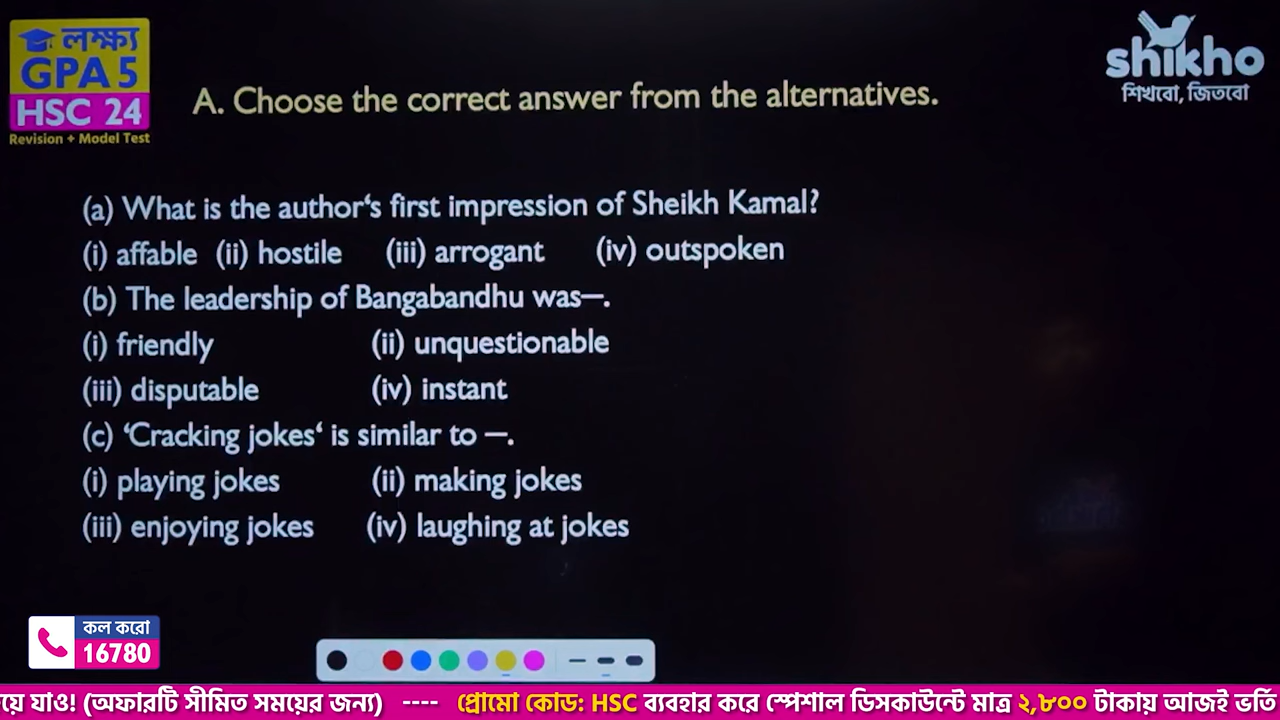 লক্ষ্য
GPA 5
HSC 24
Revision + Model Test
shikho
শিখবো, জিতবো
A. Choose the correct answer from the alternatives.
(a) What is the author‘s first impression of Sheikh Kamal?
(i) affable (ii) hostile (iii) arrogant (iv) outspoken
(b) The leadership of Bangabandhu was—.
(i) friendly (ii) unquestionable
(iii) disputable (iv) instant
(c) ‘Cracking jokes‘ is similar to —.
(i) playing jokes (ii) making jokes
(iii) enjoying jokes (iv) laughing at jokes
কল করো
16780
যাও! (অফারটি সীমিত সময়ের জন্য) ---- প্রোমো কোড: HSC ব্যবহার করে স্পেশাল ডিসকাউন্টে মাত্র ২,৮০০ টাকায় আজই ভর্তি